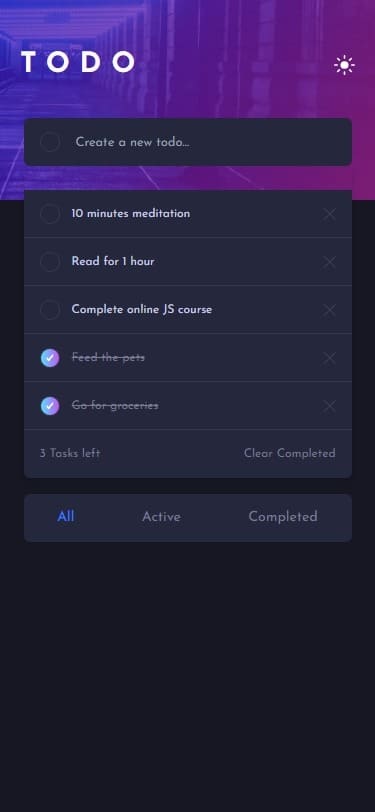 TODO
Create a new todo...
10 minutes meditation
Read for 1 hour
Complete online JS course
Feed the pets
Go for groceries
3 Tasks left Clear Completed
All Active Completed